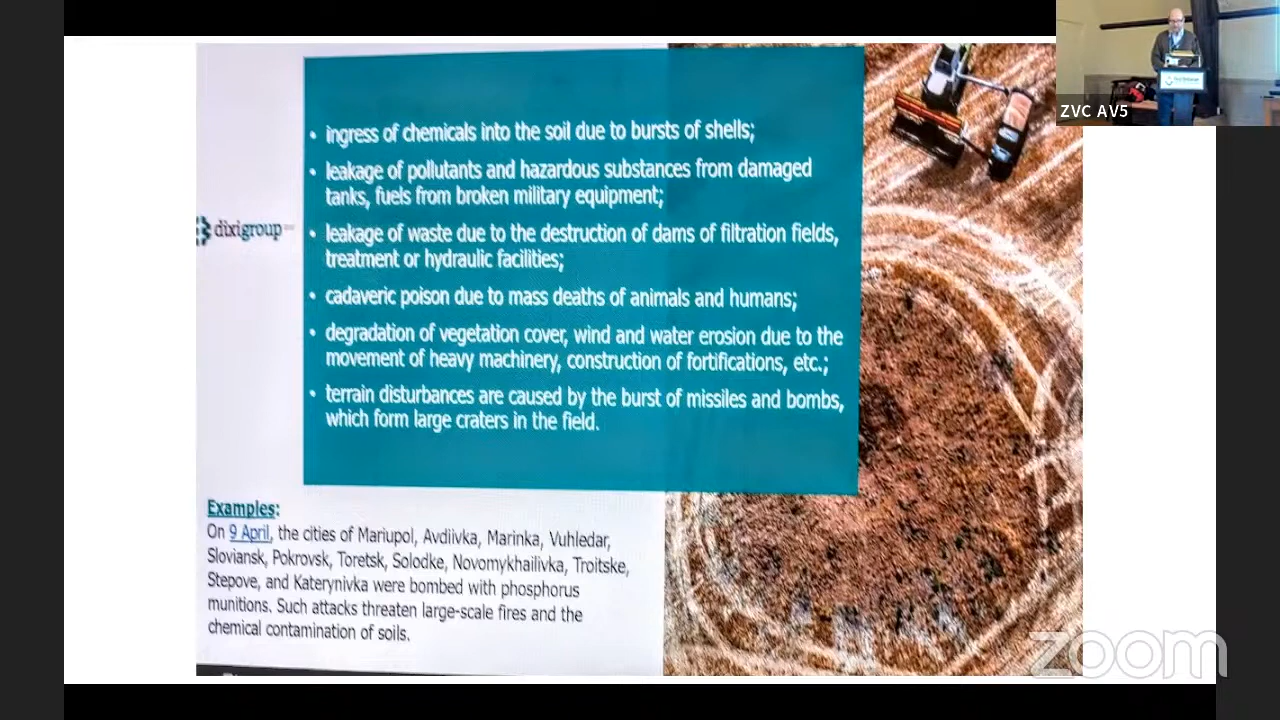 ZVC AV5
• ingress of chemicals into the soil due to bursts of shells;
• leakage of pollutants and hazardous substances from damaged
tanks, fuels from broken military equipment;
dixigroup
• leakage of waste due to the destruction of dams of filtration fields,
treatment or hydraulic facilities;
• cadaveric poison due to mass deaths of animals and humans;
• degradation of vegetation cover, wind and water erosion due to the
movement of heavy machinery, construction of fortifications, etc.;
• terrain disturbances are caused by the burst of missiles and bombs,
which form large craters in the field.
Examples:
On 9 April, the cities of Mariupol, Avdiivka, Marinka, Vuhledar,
Sloviansk, Pokrovsk, Toretsk, Solodke, Novomykhailivka, Troitske,
Stepove, and Katerynivka were bombed with phosphorus
munitions. Such attacks threaten large-scale fires and the
chemical contamination of soils.
zoom